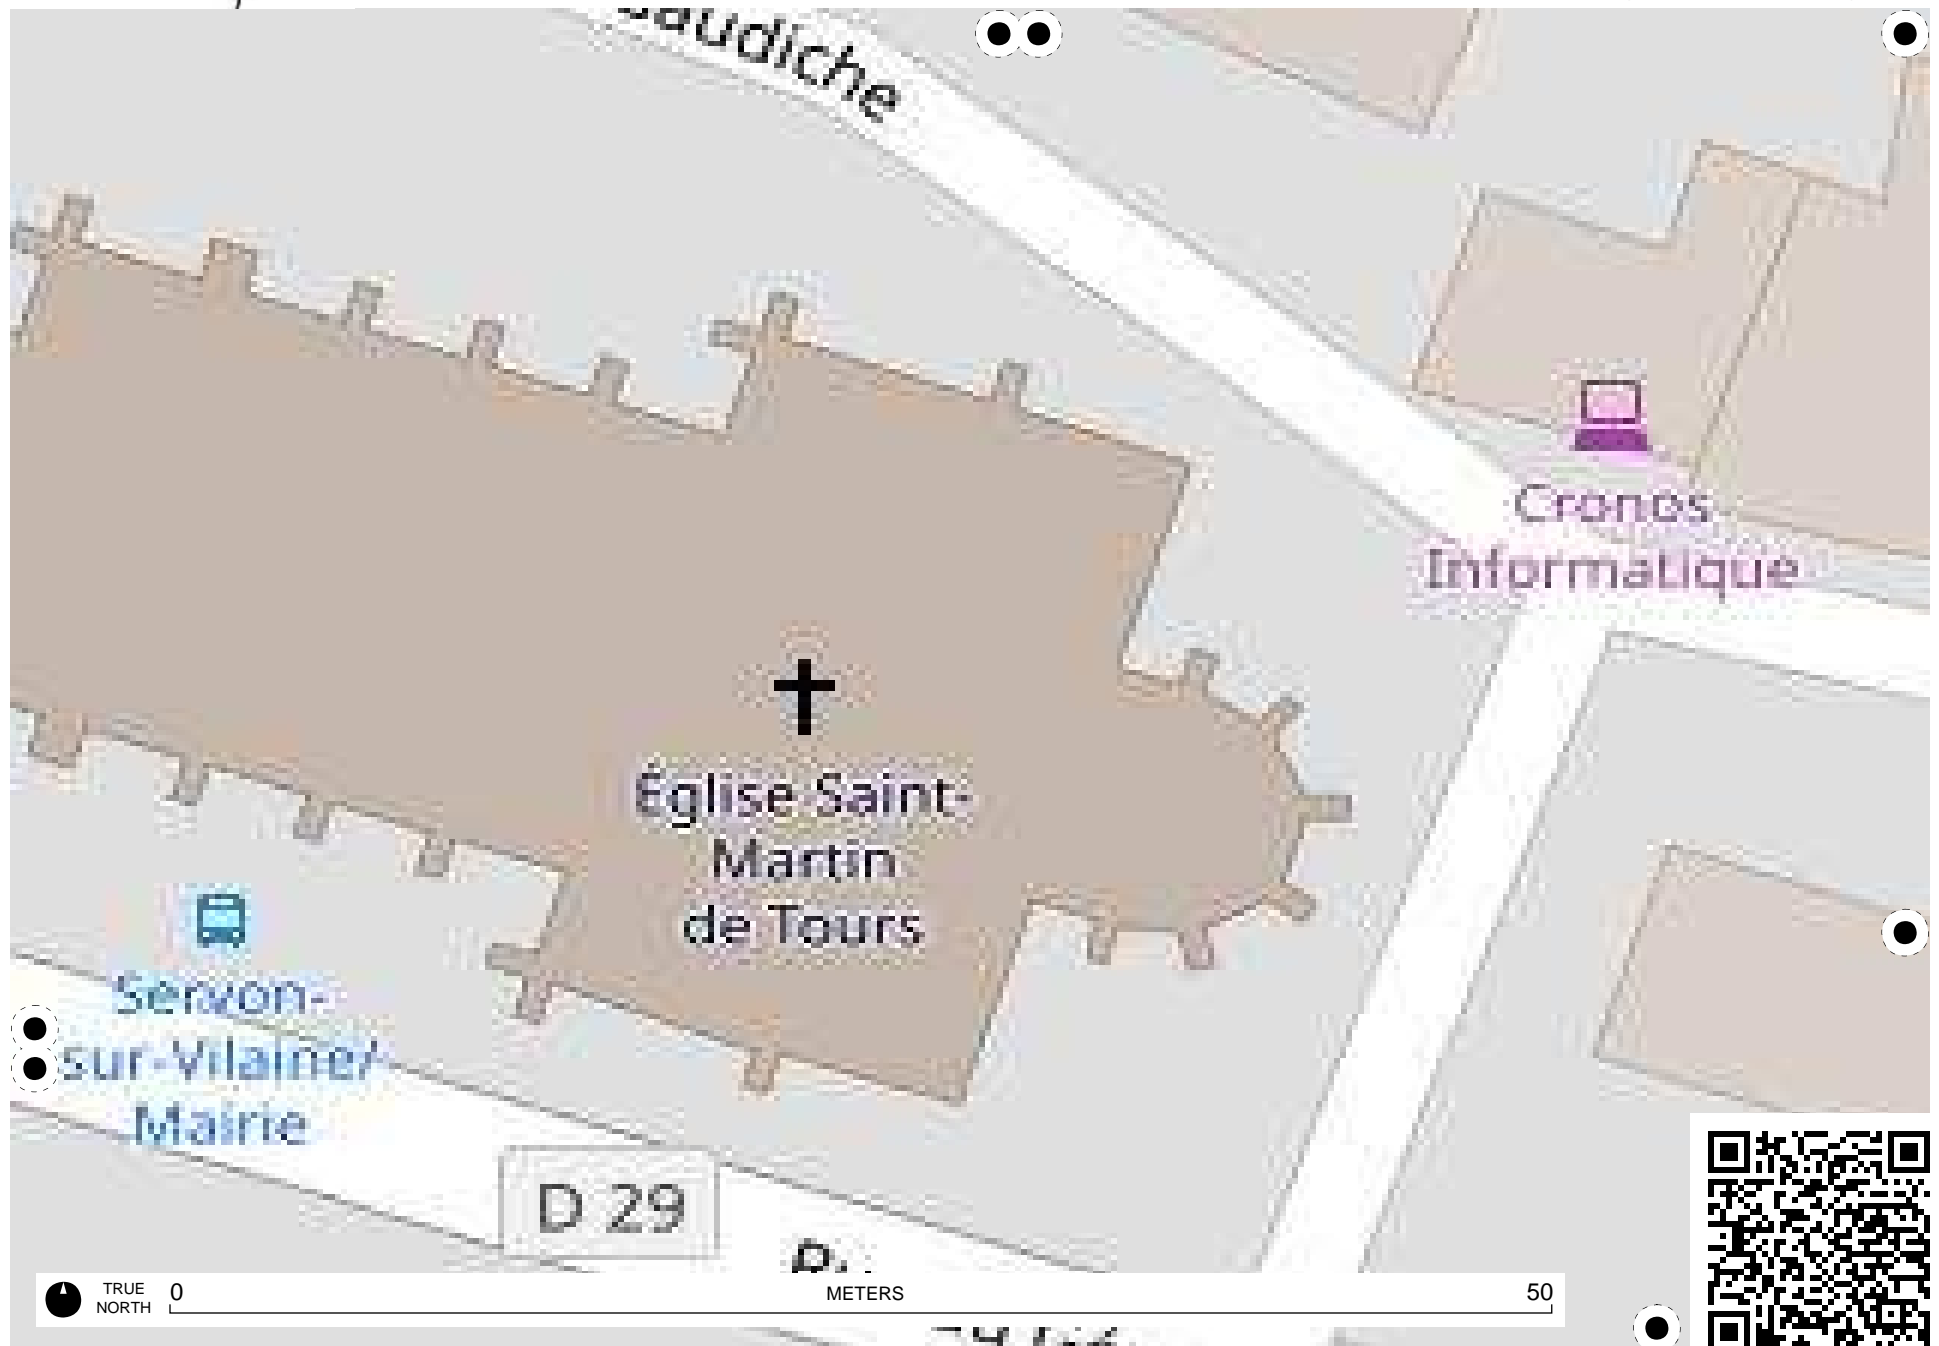 audiche
Cronos
Informatique
Église Saint-
Martin
de Tours
Servon-
sur-Vilaine/
Mairie
D 29
TRUE
NORTH
0
METERS
50